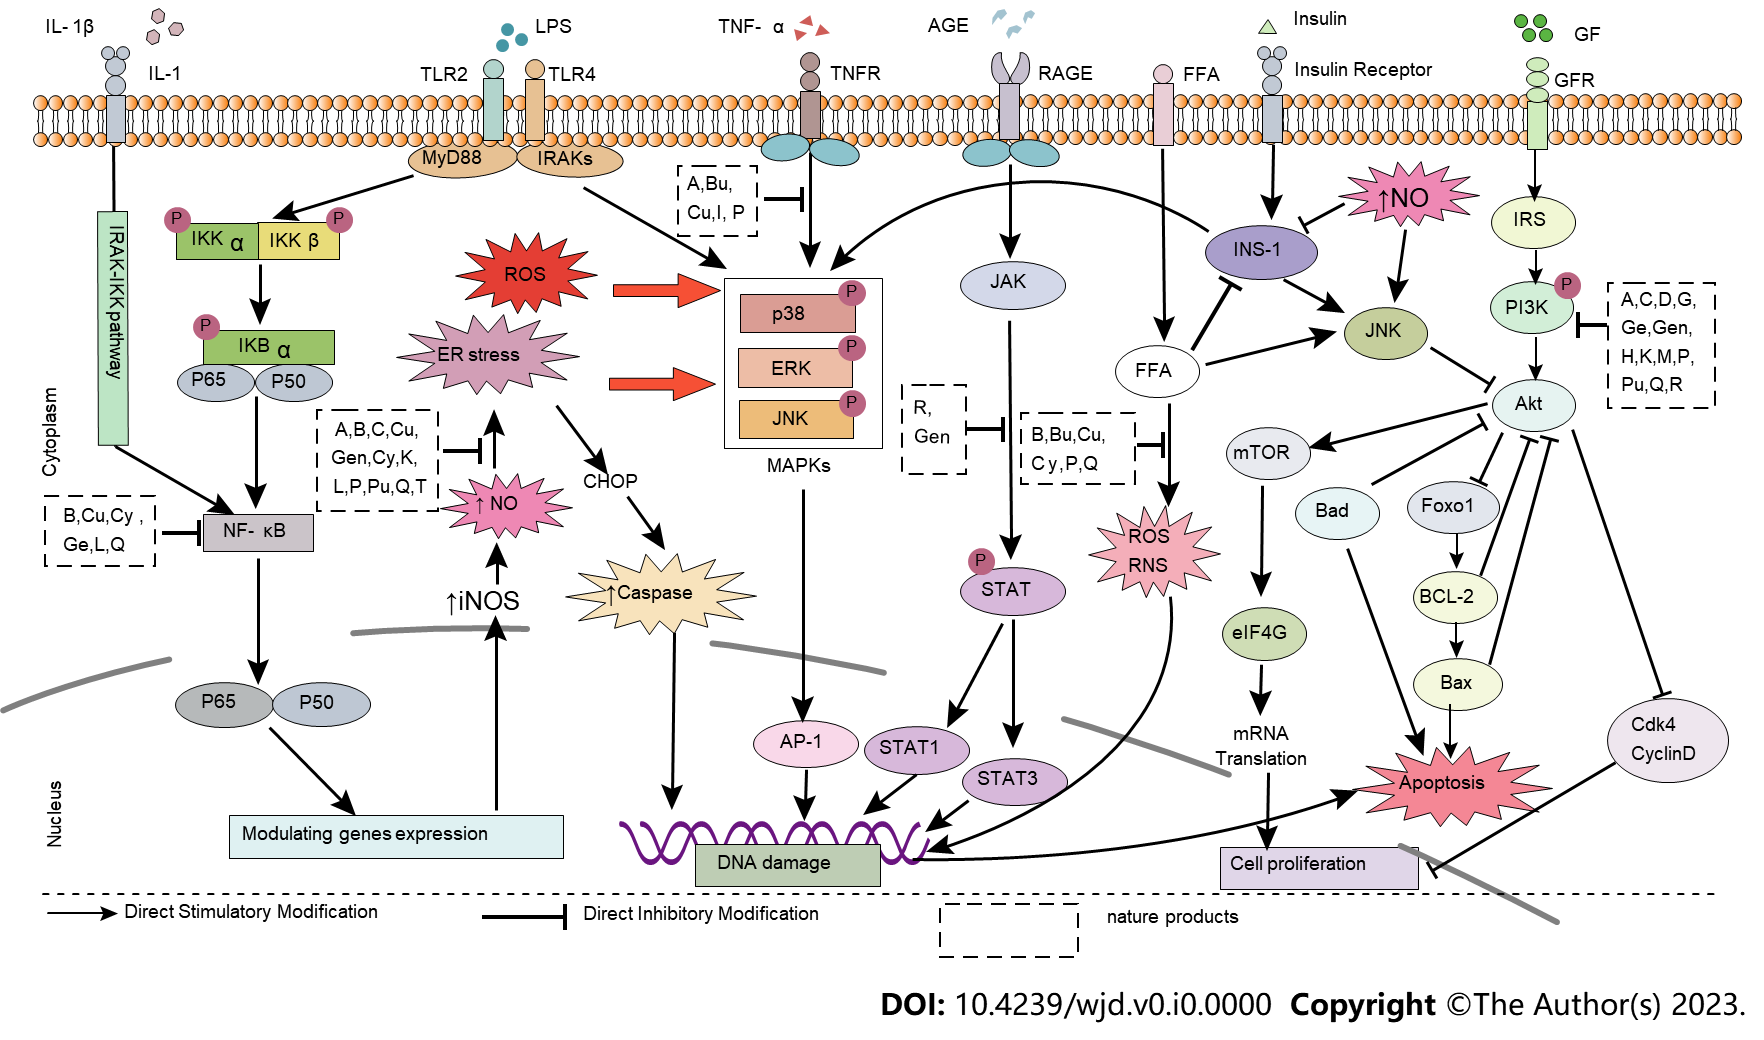 IL- 1β
IL-1
LPS
TLR2
TLR4
TNF- α
TNFR
AGE
RAGE
FFA
Insulin
Insulin Receptor
GF
GFR
MyD88
IRAKs
A,Bu,
Cu,I, P
IRAK-IKK pathway
P
IKK α
IKK β
P
P
IKB α
P65
P50
ROS
ER stress
p38
P
ERK
P
JNK
P
MAPKs
JAK
INS-1
↑NO
JNK
FFA
IRS
PI3K
P
A,C,D,G,
Ge,Gen,
H,K,M,P,
Pu,Q,R
Akt
Cytoplasm
A,B,C,Cu,
Gen,Cy,K,
L,P,Pu,Q,T
CHOP
R,
Gen
B,Bu,Cu,
Cy,P,Q
mTOR
Bad
Foxo1
B,Cu,Cy ,
Ge,L,Q
NF- κB
↑ NO
↑iNOS
↑Caspase
P
STAT
ROS
RNS
eIF4G
BCL-2
Bax
P65
P50
AP-1
STAT1
STAT3
mRNA
Translation
Cdk4
CyclinD
Apoptosis
Nucleus
Modulating genes expression
DNA damage
Cell proliferation
Direct Stimulatory Modification
Direct Inhibitory Modification
nature products
DOI: 10.4239/wjd.v0.i0.0000 Copyright ©The Author(s) 2023.